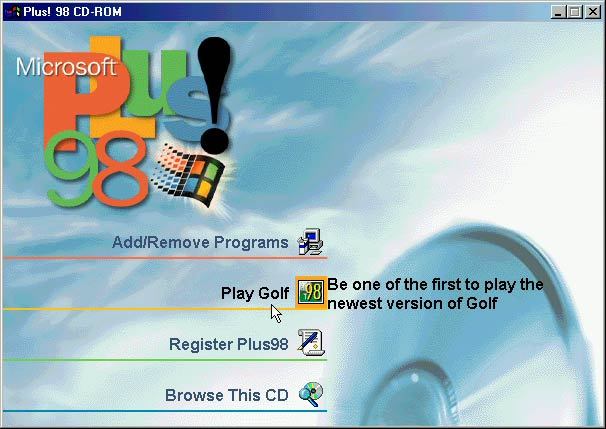 Plus! 98 CD-ROM
Microsoft
Plus!
98
Add/Remove Programs
Play Golf
98
Be one of the first to play the
newest version of Golf
Register Plus98
Browse This CD